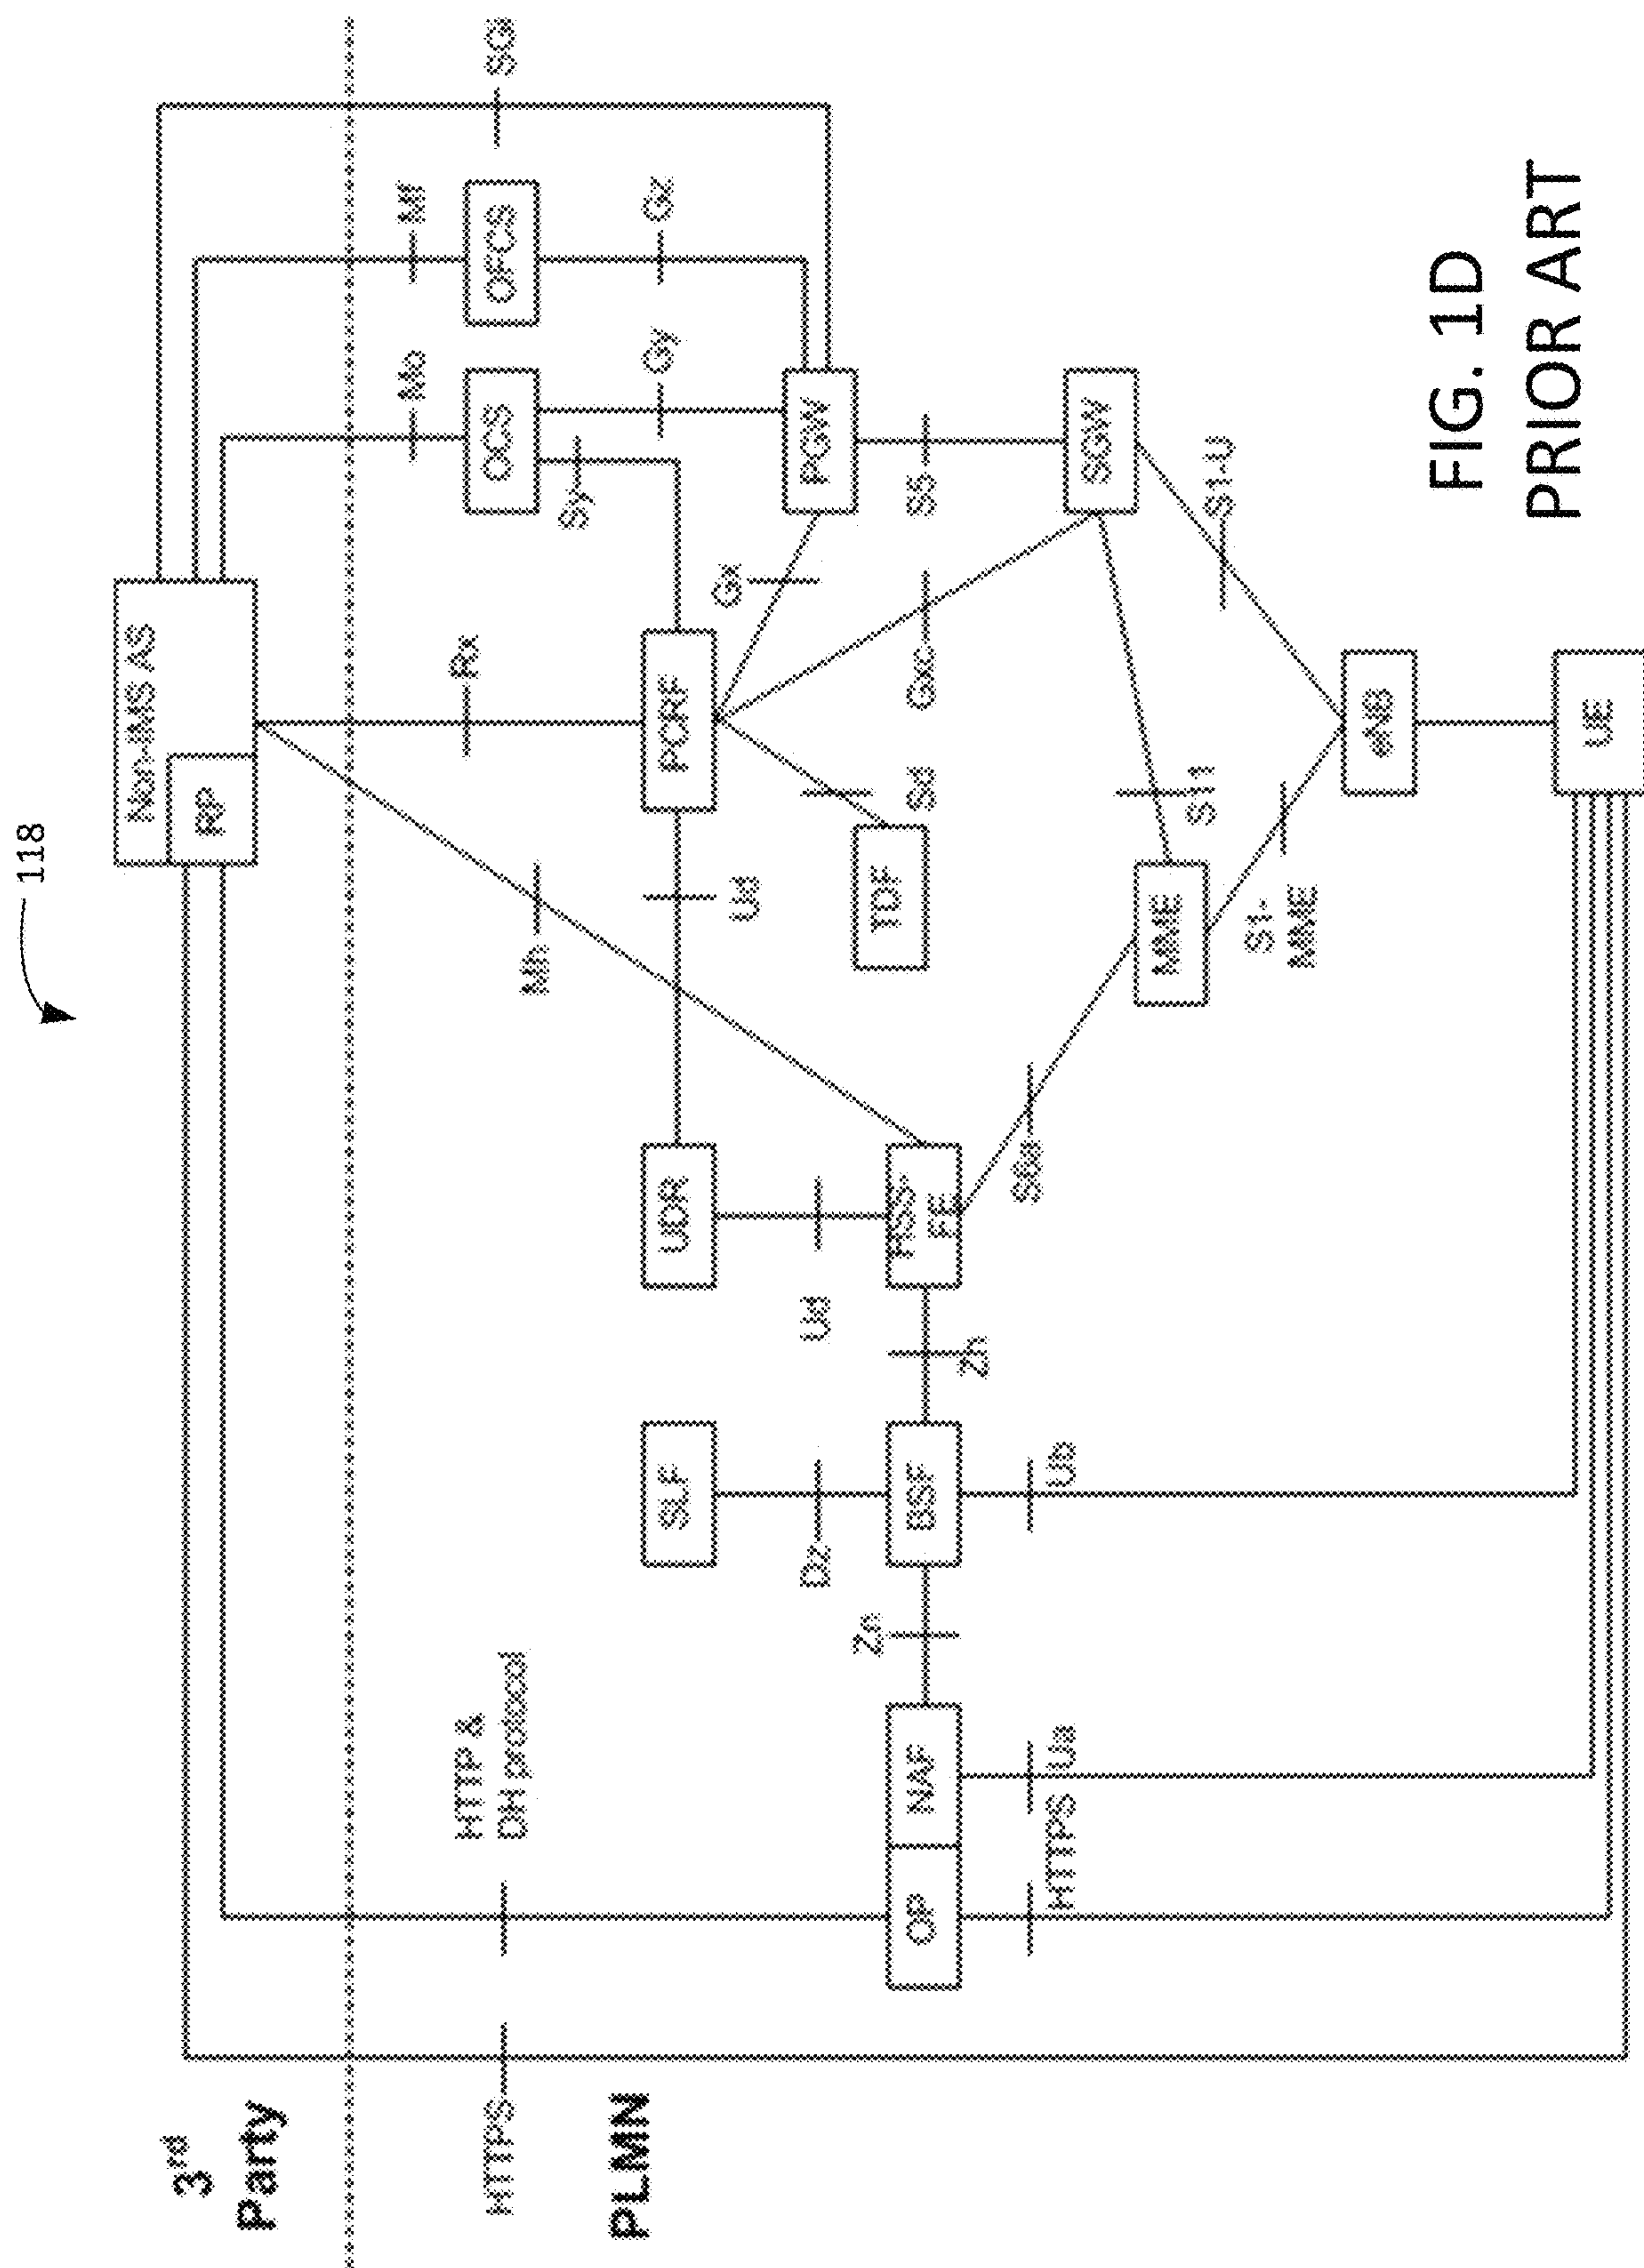 118
3rd
Party
Non-IMS AS
RP
HTTPS
PLMN
HTTP &
DH protocol
Mh
Rx
Mo
Mf
SGi
OCS
OFCS
Sy
Gy
Gz
SLF
UDR
Ud
PCRF
Gx
Dz
Ud
Sd
OP
NAF
Zn
BSF
Zh
HSS-
FE
TDF
Gxc
PGW
S5
HTTPS
Ua
Ub
S6a
MME
S11
SGW
S1-U
S1-
MME
eNB
UE
FIG. 1D
PRIOR ART